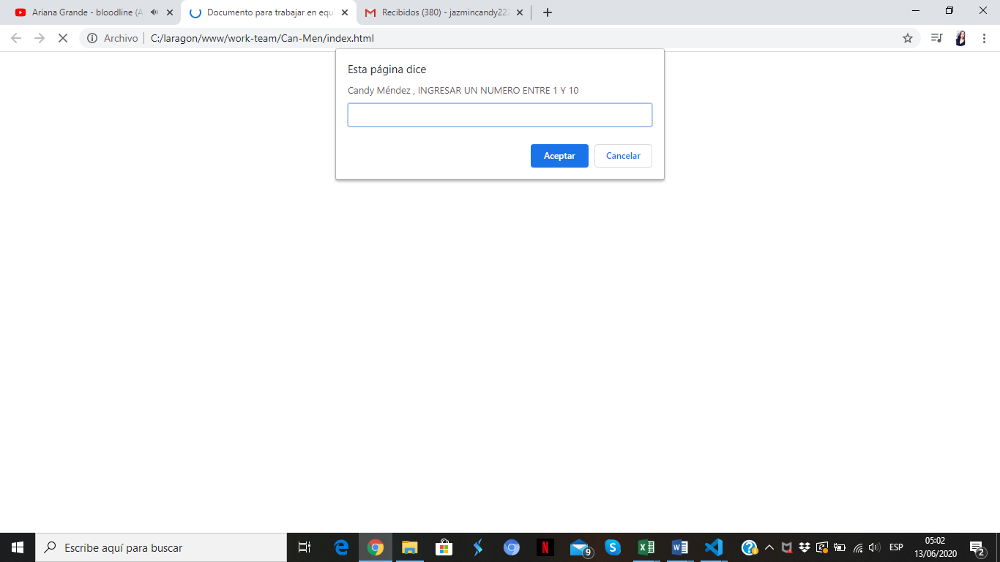 Ariana Grande - bloodline (A
Documento para trabajar en equ
Recibidos (380) - jazmincandy222
Archivo
C:/laragon/www/work-team/Can-Men/index.html
Esta página dice
Candy Méndez , INGRESAR UN NUMERO ENTRE 1 Y 10
Aceptar
Cancelar
Escribe aquí para buscar
9
ESP
05:02
13/06/2020
2